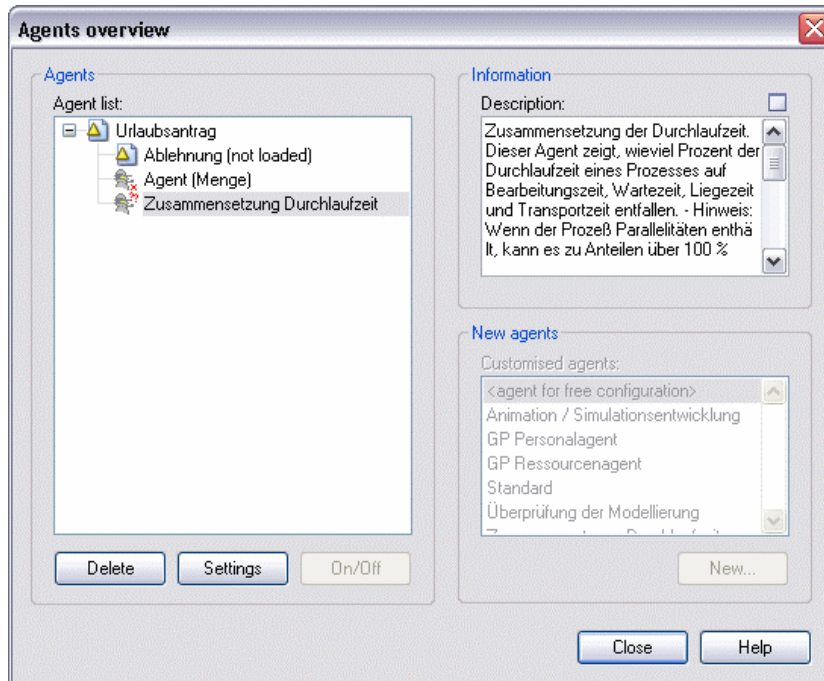 Agents overview
Agents
Agent list:
Urlaubsantrag
Ablehnung (not loaded)
Agent (Menge)
Zusammensetzung Durchlaufzeit
Delete
Settings
On/Off
Information
Description:
Zusammensetzung der Durchlaufzeit.
Dieser Agent zeigt, wieviel Prozent der
Durchlaufzeit eines Prozesses auf
Bearbeitungszeit, Wartezeit, Liegezeit
und Transportzeit entfallen. - Hinweis:
Wenn der Prozeß Parallelitäten enthä
lt, kann es zu Anteilen über 100 %
New agents
Customised agents:
<agent for free configuration>
Animation / Simulationsentwicklung
GP Personalagent
GP Ressourcenagent
Standard
Überprüfung der Modellierung
New...
Close
Help